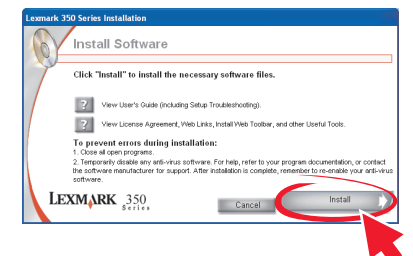 Lexmark 350 Series Installation
Install Software
Click "Install" to install the necessary software files.
? View User's Guide (including Setup Troubleshooting).
? View License Agreement, Web Links, Install Web Toolbar, and other Useful Tools.
To prevent errors during installation:
1. Close all open programs.
2. Temporarily disable any anti-virus software. For help, refer to your program documentation, or contact
the software manufacturer for support. After installation is complete, remember to re-enable your anti-virus
software.
LEXMARK 350
Series
Cancel
Install